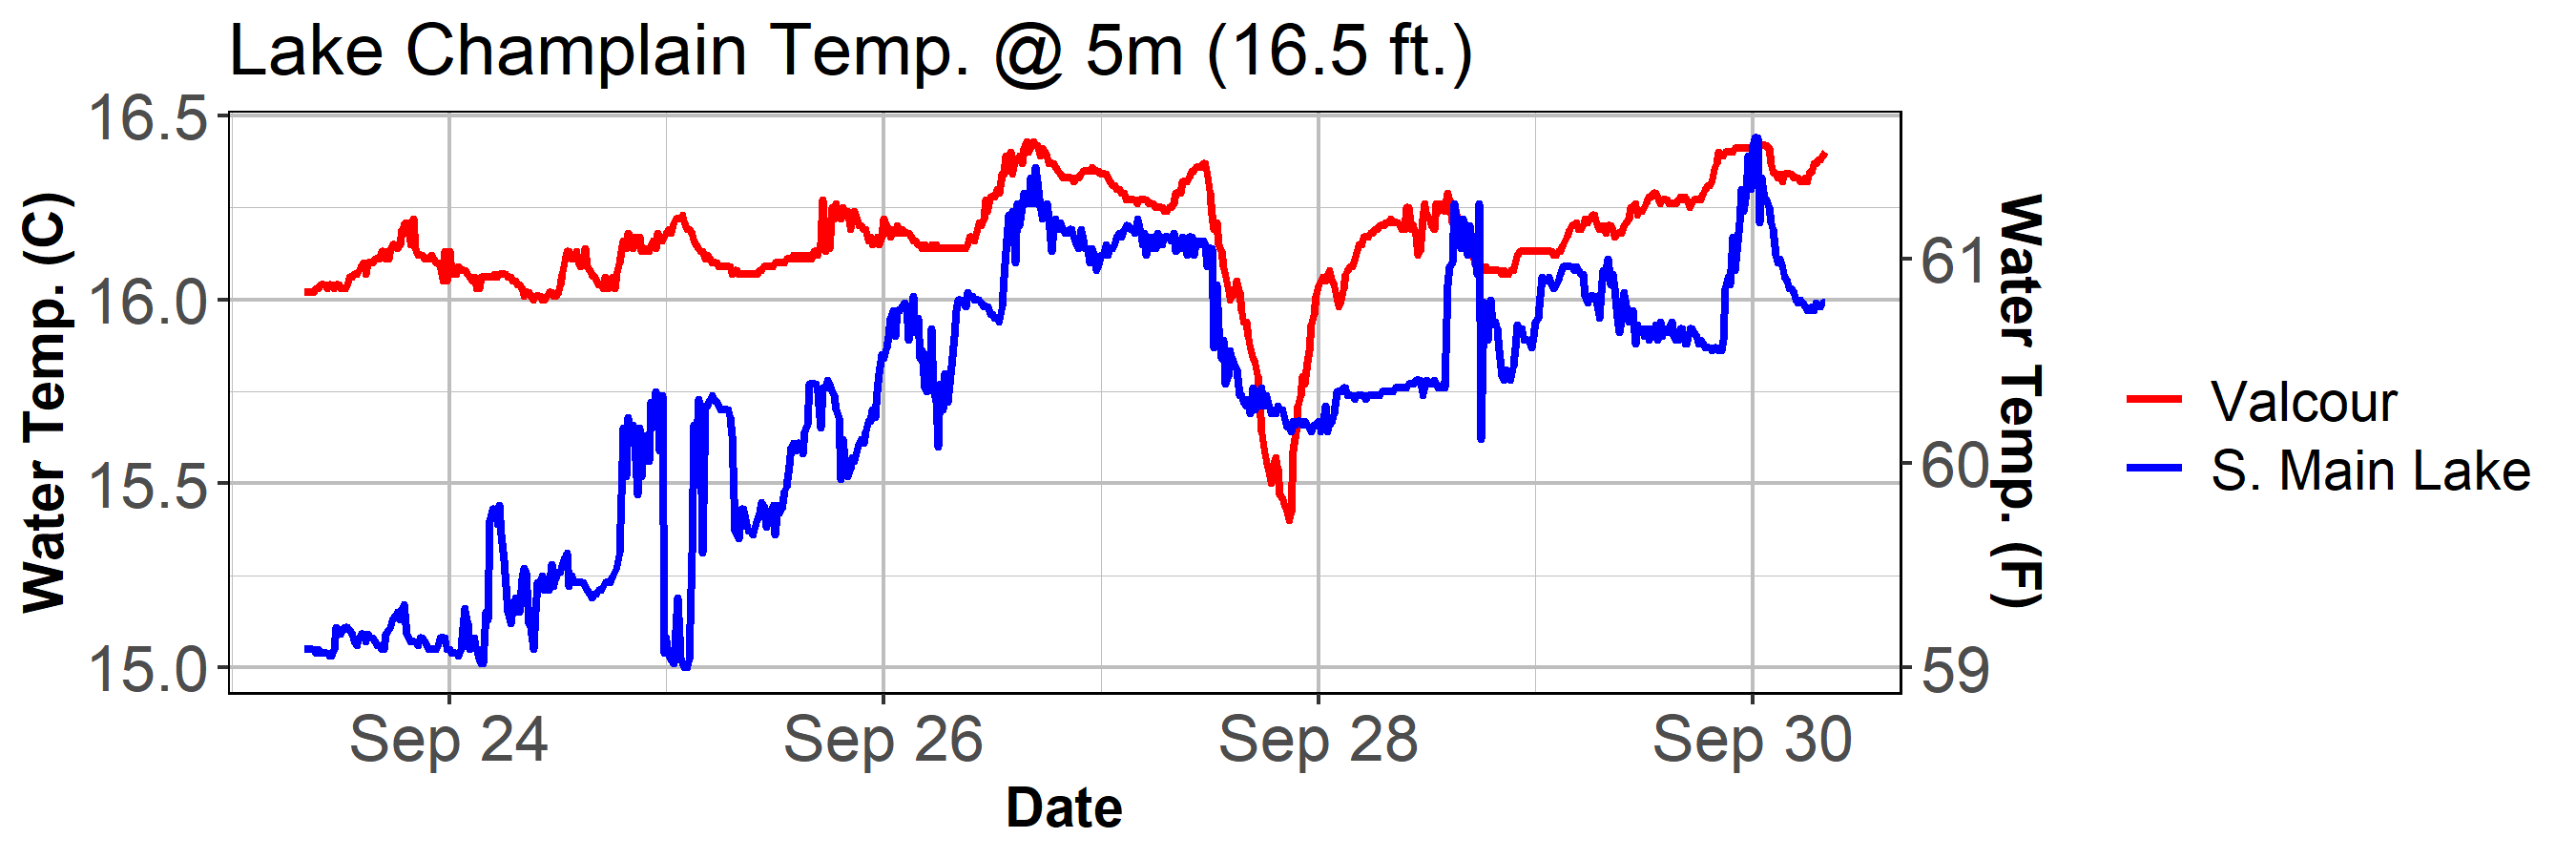 Lake Champlain Temp. @ 5m (16.5 ft.)
Water Temp. (C)
16.5
16.0
15.5
15.0
61
60
59
Water Temp. (F)
Sep 24
Sep 26
Sep 28
Sep 30
Date
Valcour
S. Main Lake